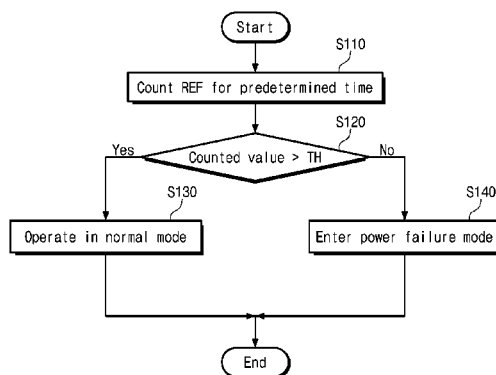 Start
S110
Count REF for predetermined time
S120
Yes
Counted value > TH
No
S130
S140
Operate in normal mode
Enter power failure mode
End